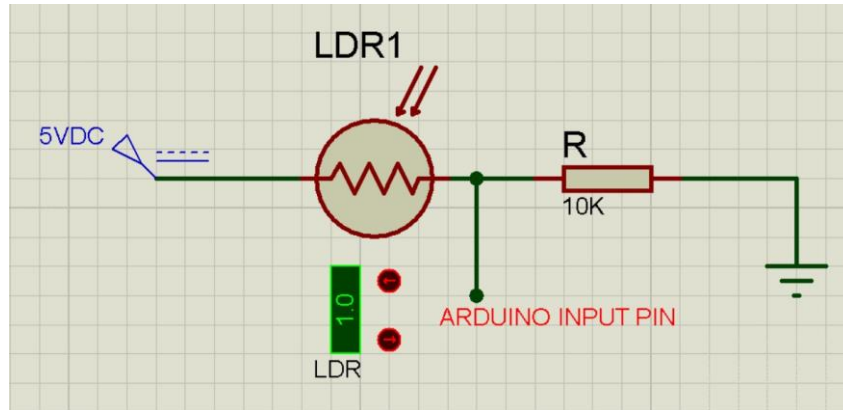 LDR1
5VDC
R
10K
1.0
ARDUINO INPUT PIN
LDR